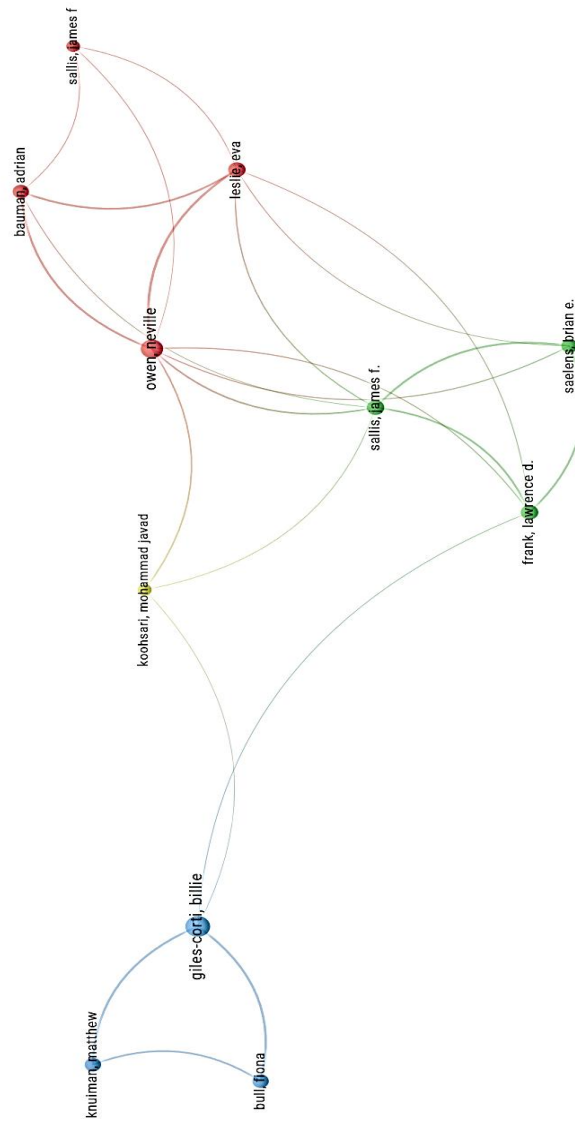 sallis, james f
bauman, adrian
leslie, eva
owen, neville
saelens, brian e.
sallis, james f.
frank, lawrence d.
koohsari, mohammad javad
giles-corti, billie
knuiman, matthew
bull, fiona